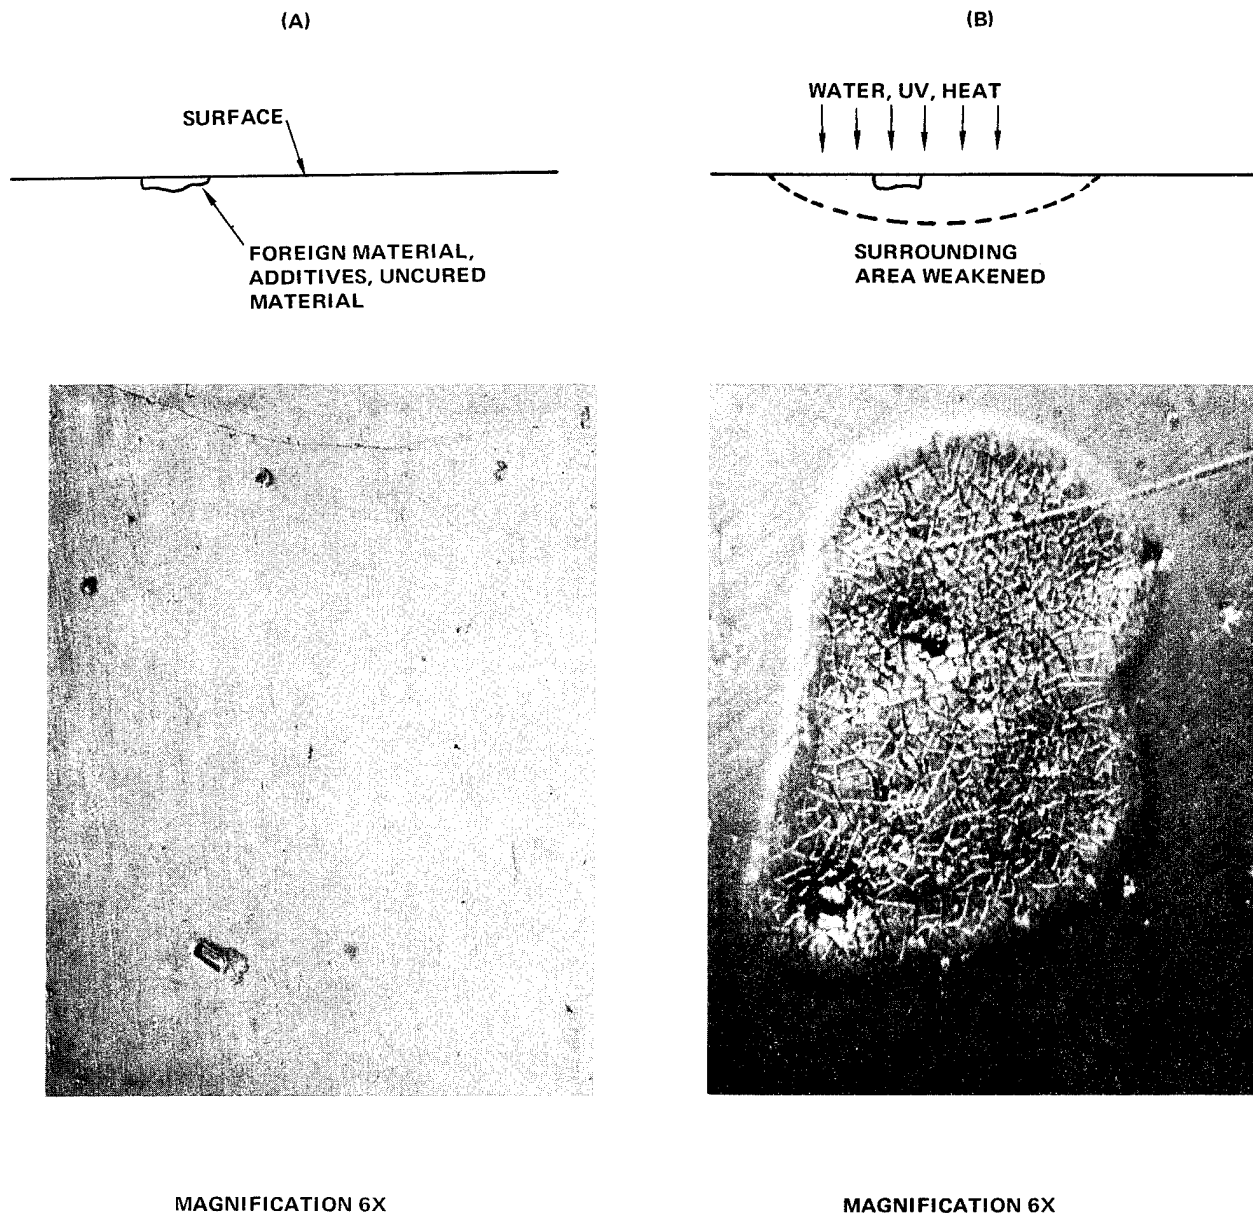 (A)
SURFACE
FOREIGN MATERIAL,
ADDITIVES, UNCURED
MATERIAL
MAGNIFICATION 6X
(B)
WATER, UV, HEAT
SURROUNDING
AREA WEAKENED
MAGNIFICATION 6X